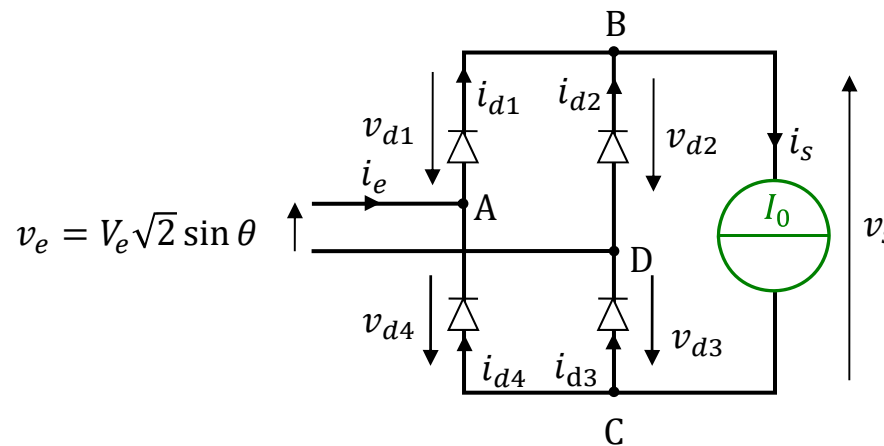 B
i_{d1}
i_{d2}
v_{d1}
v_{d2}
i_s
i_e
A
I_0
v_e = V_e√2 sin θ
D
v_{d4}
v_{d3}
i_{d4}
i_{d3}
C